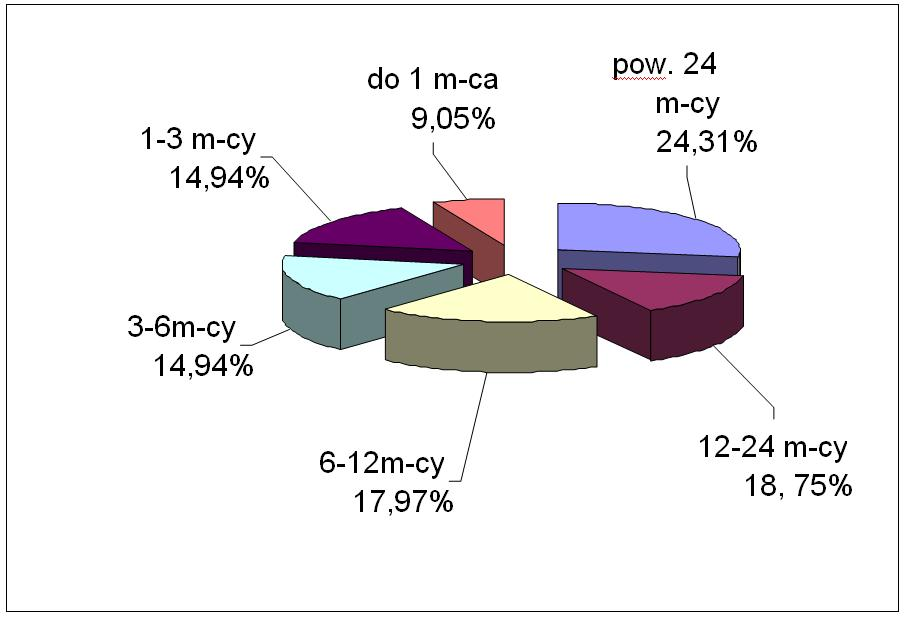 do 1 m-ca
9,05%
pow. 24
m-cy
24,31%
1-3 m-cy
14,94%
3-6m-cy
14,94%
6-12m-cy
17,97%
12-24 m-cy
18, 75%